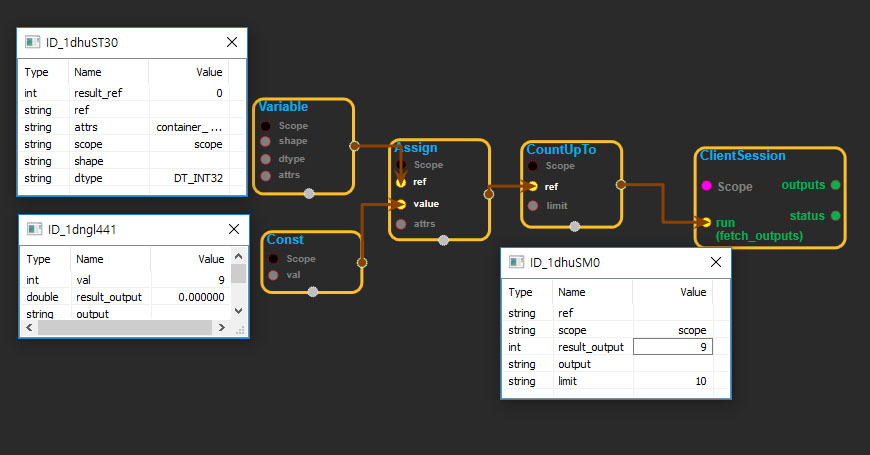 ID_1dhuST30
Type Name Value
int result_ref 0
string ref
string attrs container_ ...
string scope scope
string shape
string dtype DT_INT32
Variable
Scope
shape
dtype
attrs
Assign
Scope
ref
value
attrs
CountUpTo
Scope
ref
limit
ClientSession
Scope outputs
status
run
(fetch_outputs)
ID_1dngl441
Type Name Value
int val 9
double result_output 0.000000
string output
Const
Scope
val
ID_1dhuSM0
Type Name Value
string ref
string scope scope
int result_output 9
string output
string limit 10